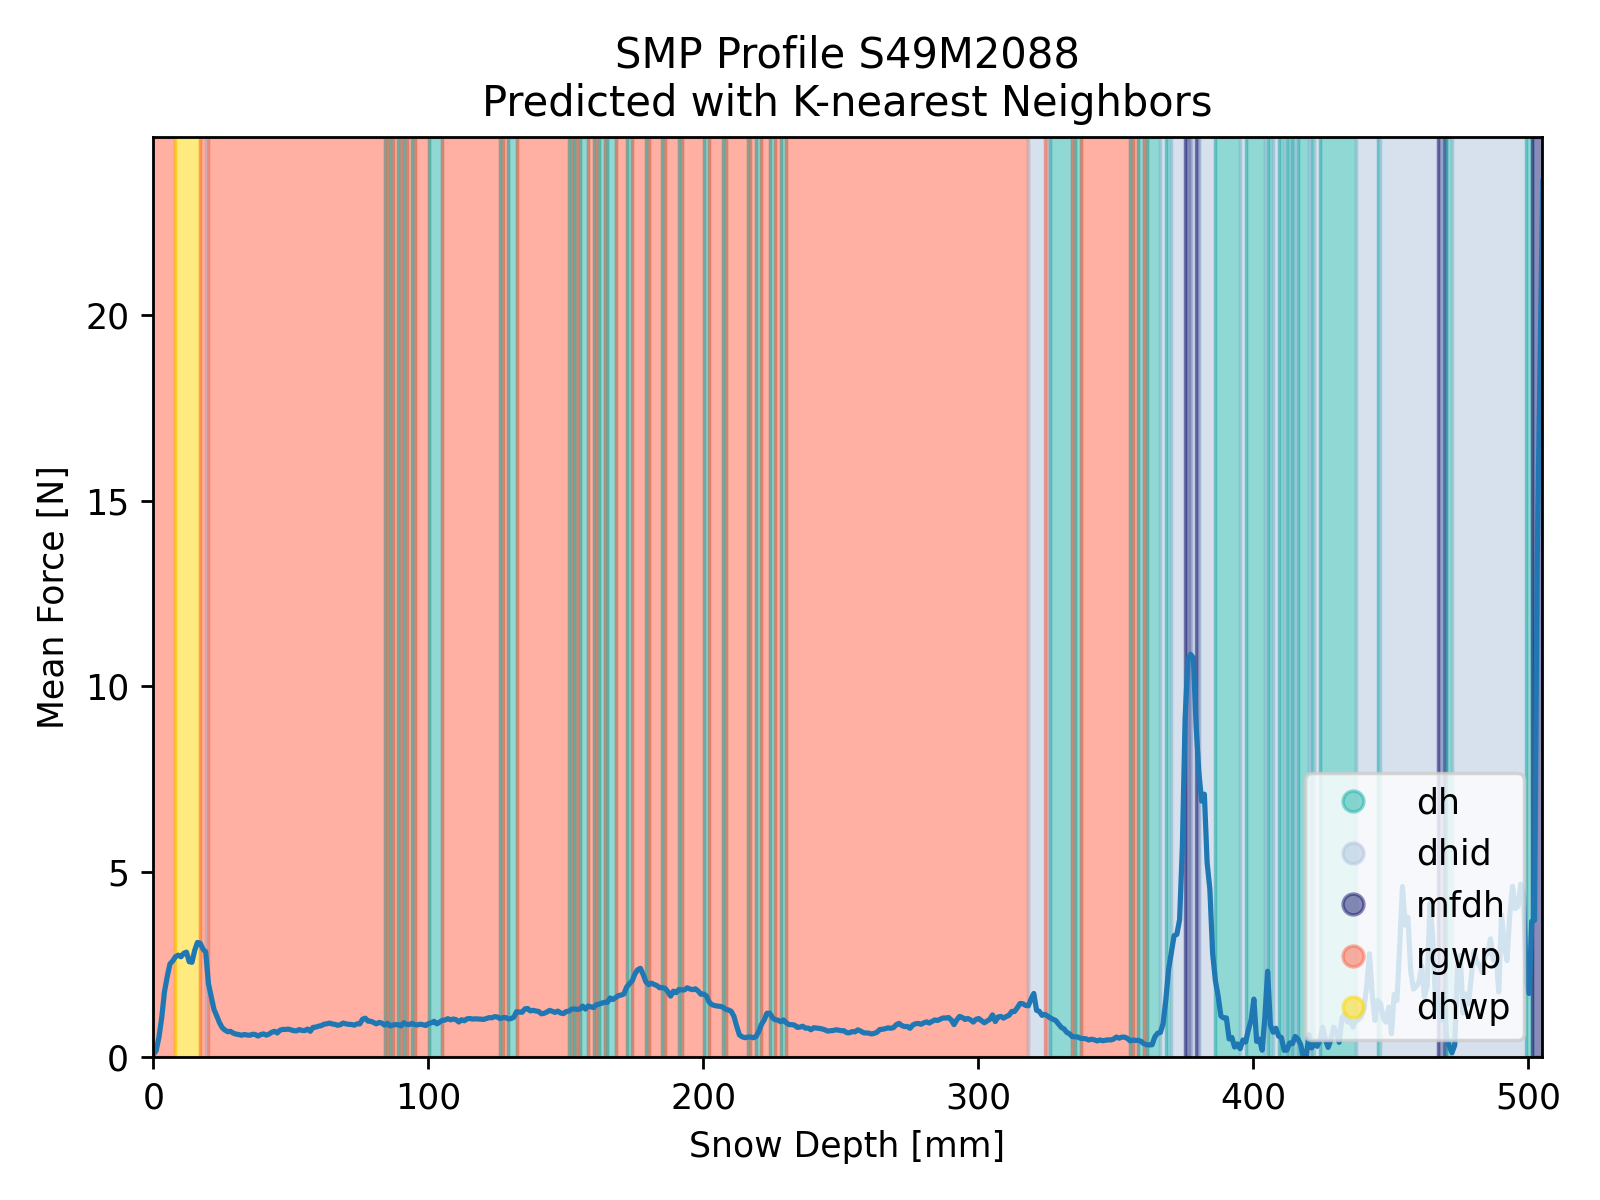 SMP Profile S49M2088
Predicted with K-nearest Neighbors
20
15
10
5
0
Mean Force [N]
dh
dhid
mfdh
rgwp
dhwp
0 100 200 300 400 500
Snow Depth [mm]